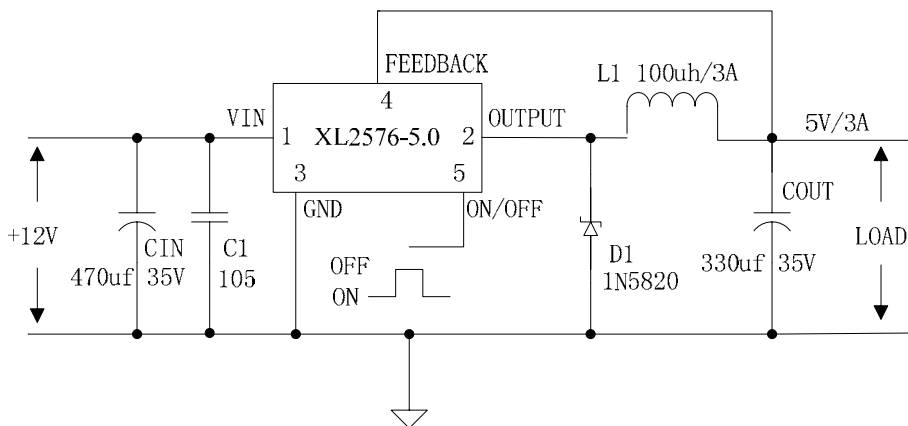 FEEDBACK
L1 100uh/3A
4
VIN
OUTPUT
5V/3A
1
XL2576-5.0
2
3
5
GND
ON/OFF
COUT
+12V
CIN
C1
OFF
D1
LOAD
470uf 35V
105
ON
1N5820
330uf 35V